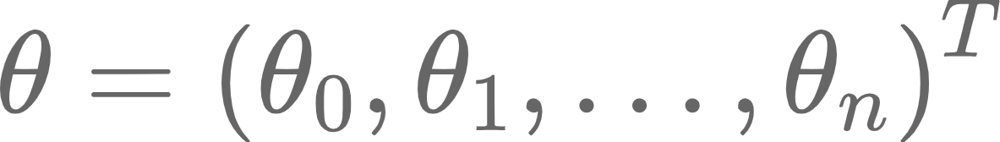 θ = (θ₀, θ₁, . . . , θₙ)ᵀ